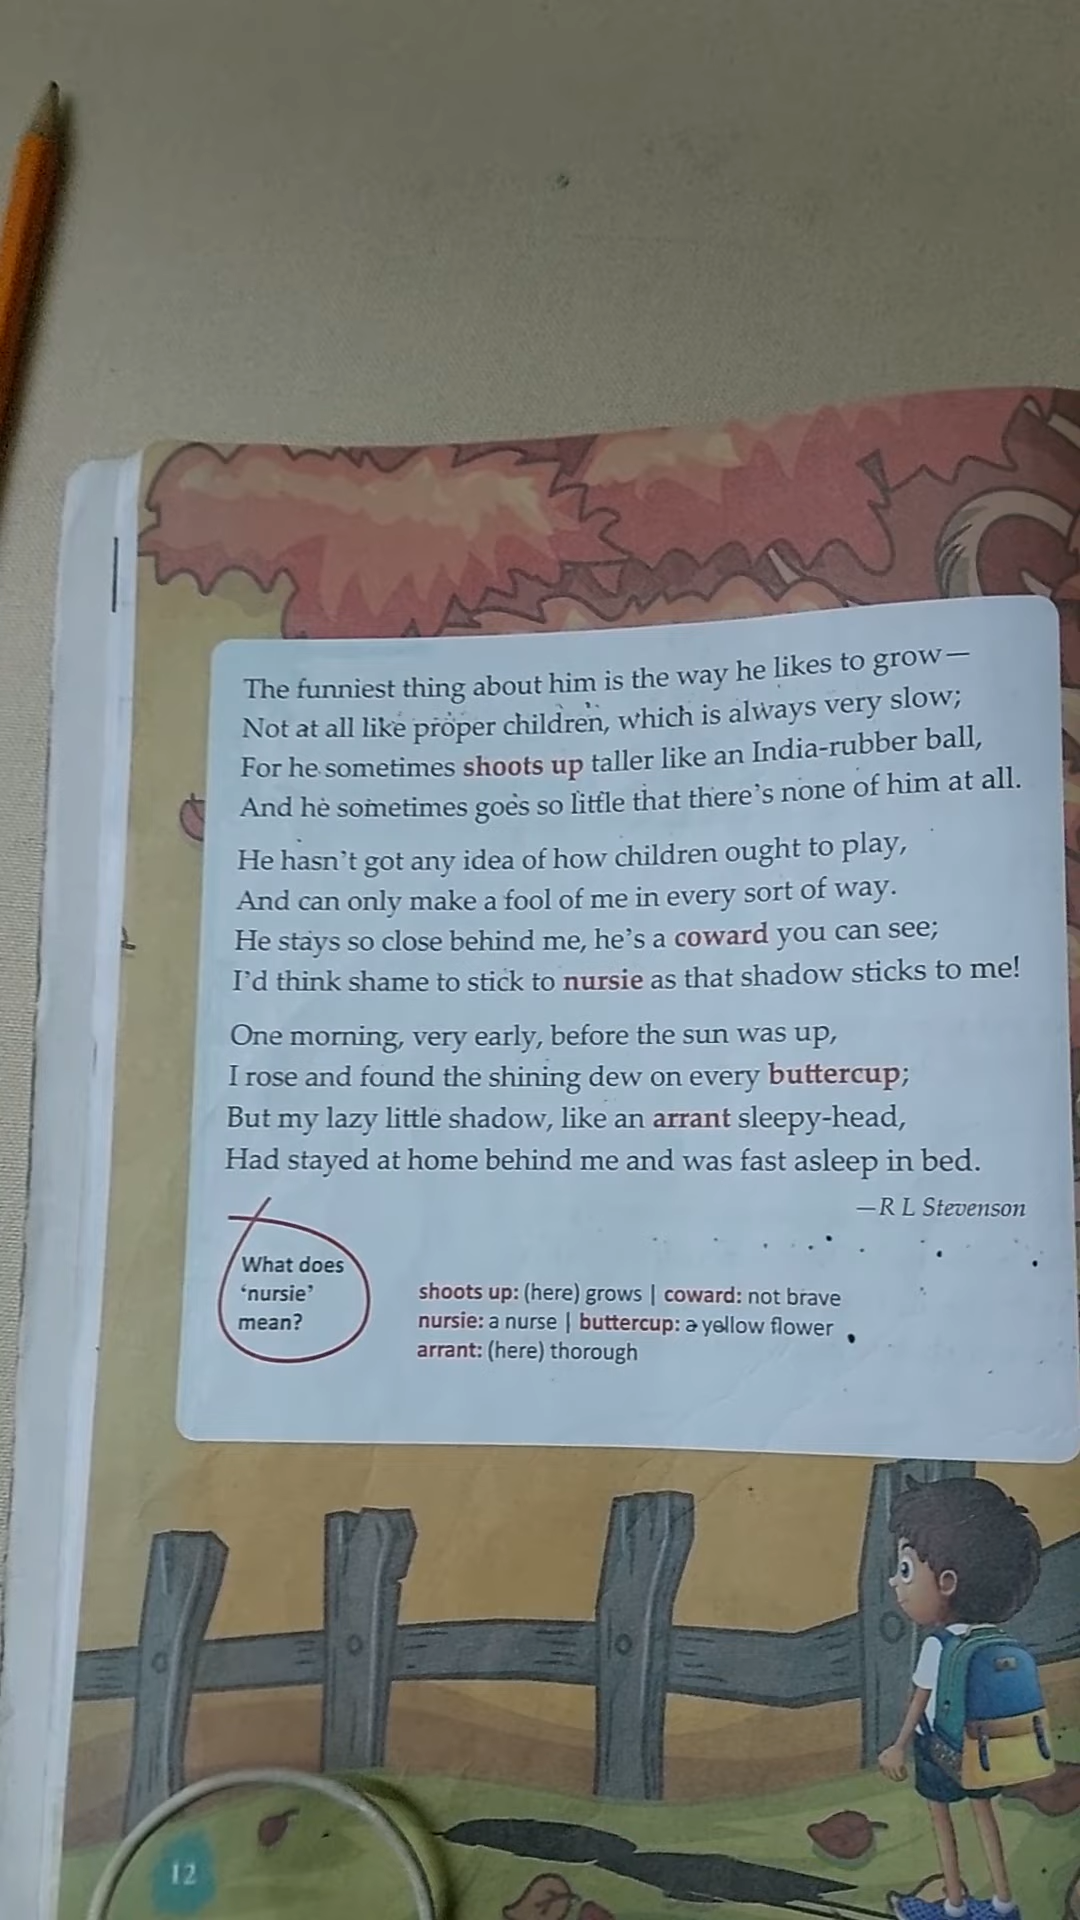 The funniest thing about him is the way he likes to grow—
Not at all like proper children, which is always very slow;
For he sometimes shoots up taller like an India-rubber ball,
And he sometimes goes so little that there's none of him at all.
He hasn't got any idea of how children ought to play,
And can only make a fool of me in every sort of way.
He stays so close behind me, he's a coward you can see;
I'd think shame to stick to nursie as that shadow sticks to me!
One morning, very early, before the sun was up,
I rose and found the shining dew on every buttercup;
But my lazy little shadow, like an arrant sleepy-head,
Had stayed at home behind me and was fast asleep in bed.
—R L Stevenson
What does
‘nursie’
mean?
shoots up: (here) grows | coward: not brave
nursie: a nurse | buttercup: a yellow flower
arrant: (here) thorough
12